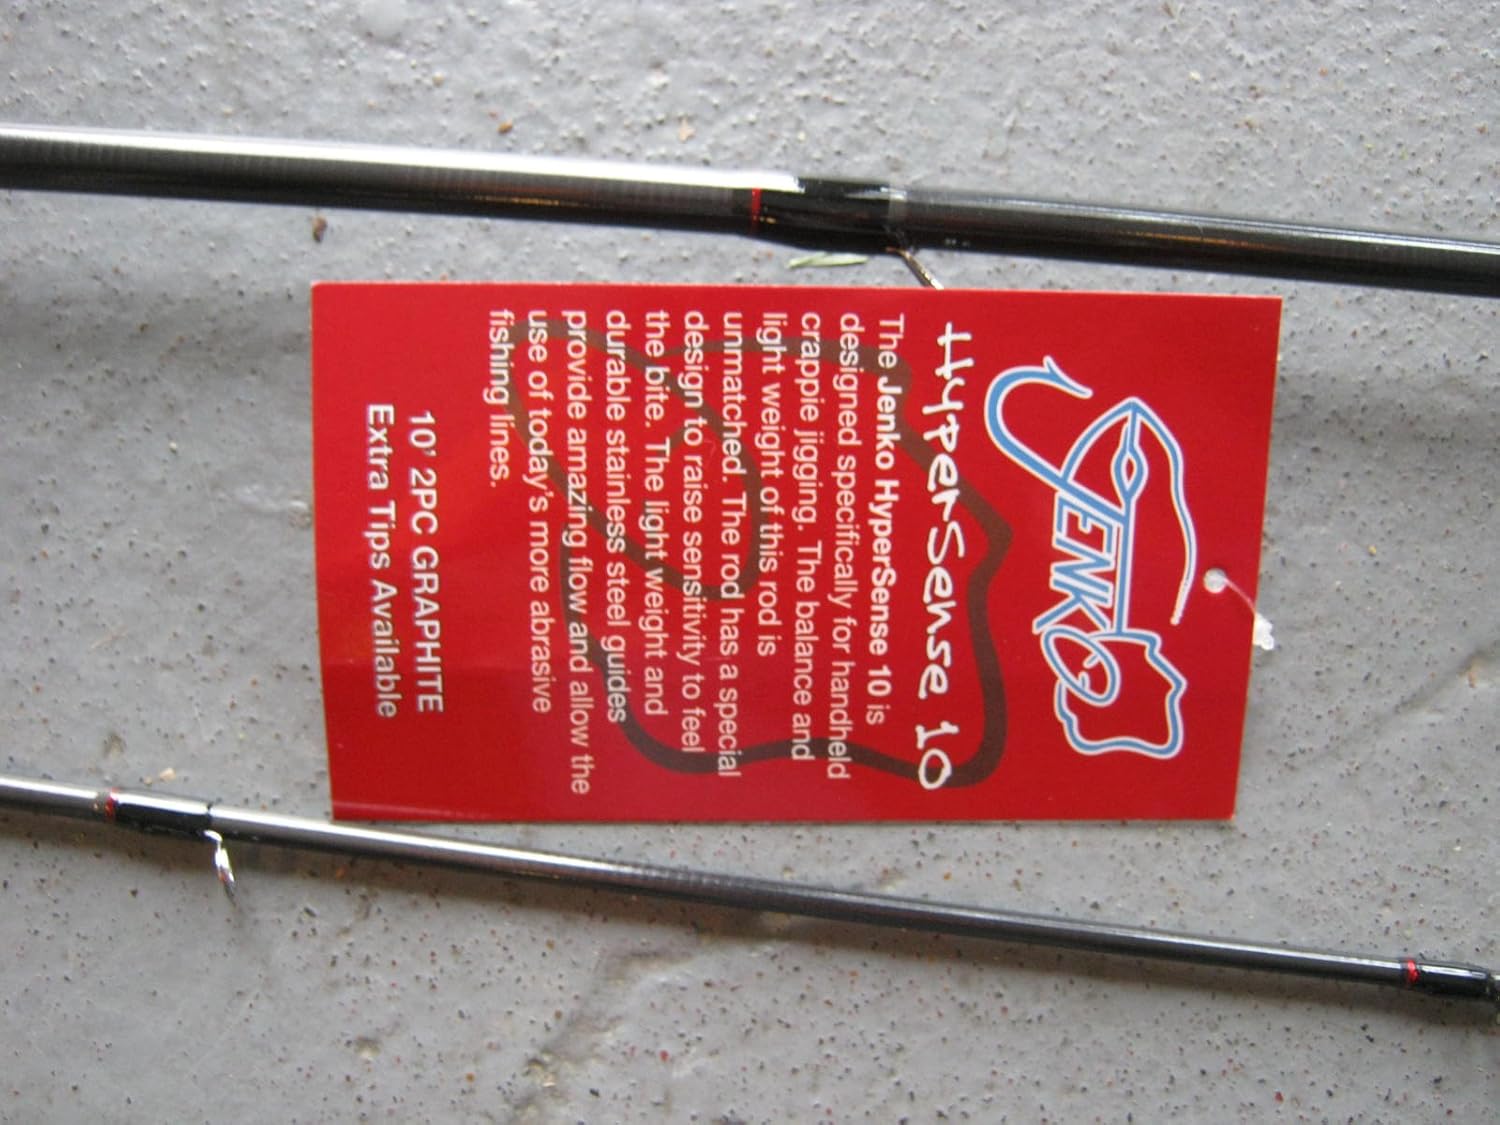 JENKO
HyperSense 10
The Jenko HyperSense 10 is
designed specifically for handheld
crappie jigging. The balance and
light weight of this rod is
unmatched. The rod has a special
design to raise sensitivity to feel
the bite. The light weight and
durable stainless steel guides
provide amazing flow and allow the
use of today's more abrasive
fishing lines.
10' 2PC GRAPHITE
Extra Tips Available